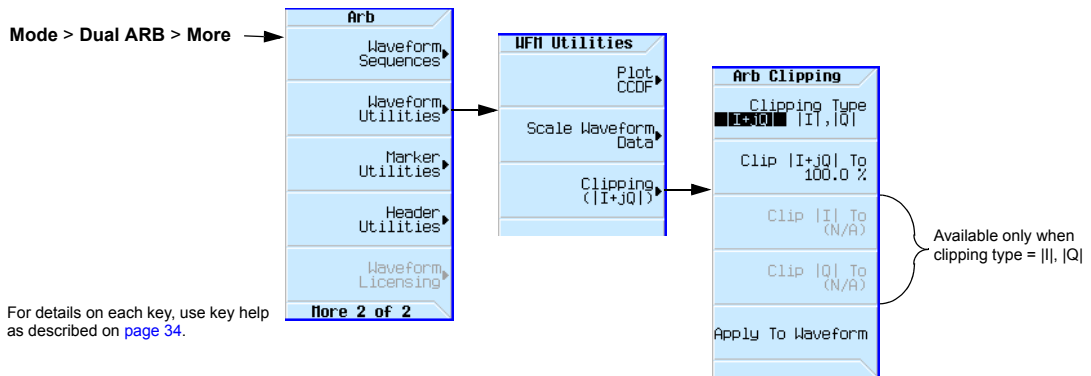 Mode > Dual ARB > More
Arb
Waveform
Sequences
Waveform
Utilities
Marker
Utilities
Header
Utilities
Waveform
Licensing
More 2 of 2
For details on each key, use key help
as described on page 34.
WFM Utilities
Plot
CCDF
Scale Waveform
Data
Clipping
(|I+jQ|)
Arb Clipping
Clipping Type
|I+jQ| |I|,|Q|
Clip |I+jQ| To
100.0 %
Clip |I| To
(N/A)
Clip |Q| To
(N/A)
Apply To Waveform
Available only when
clipping type = |I|, |Q|